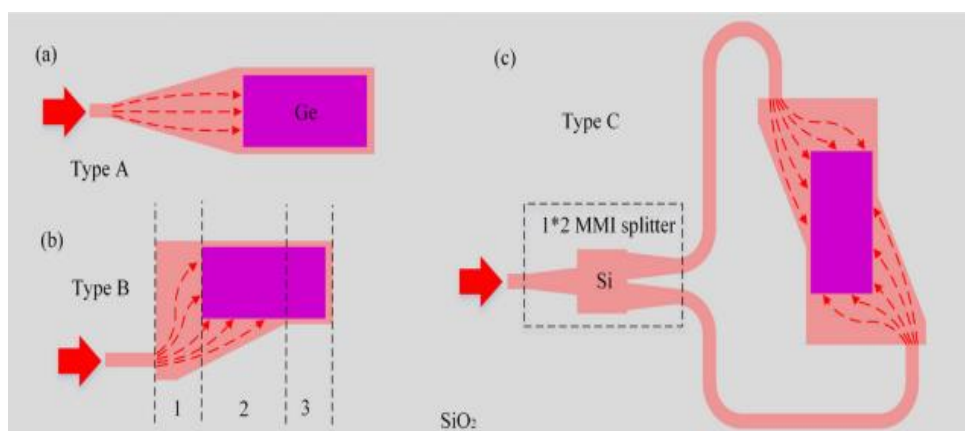 (a)
Ge
Type A
(b)
Type B
1 2 3
(c)
Type C
1*2 MMI splitter
Si
SiO₂